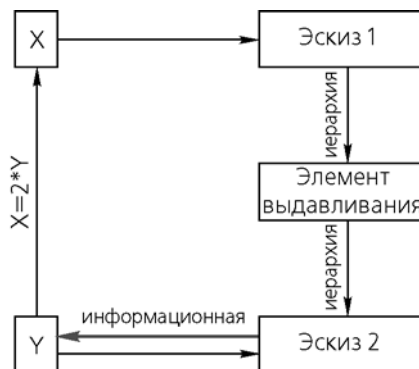 X
Эскиз 1
иерархия
X=2*Y
Элемент
выдавливания
иерархия
информационная
Y
Эскиз 2